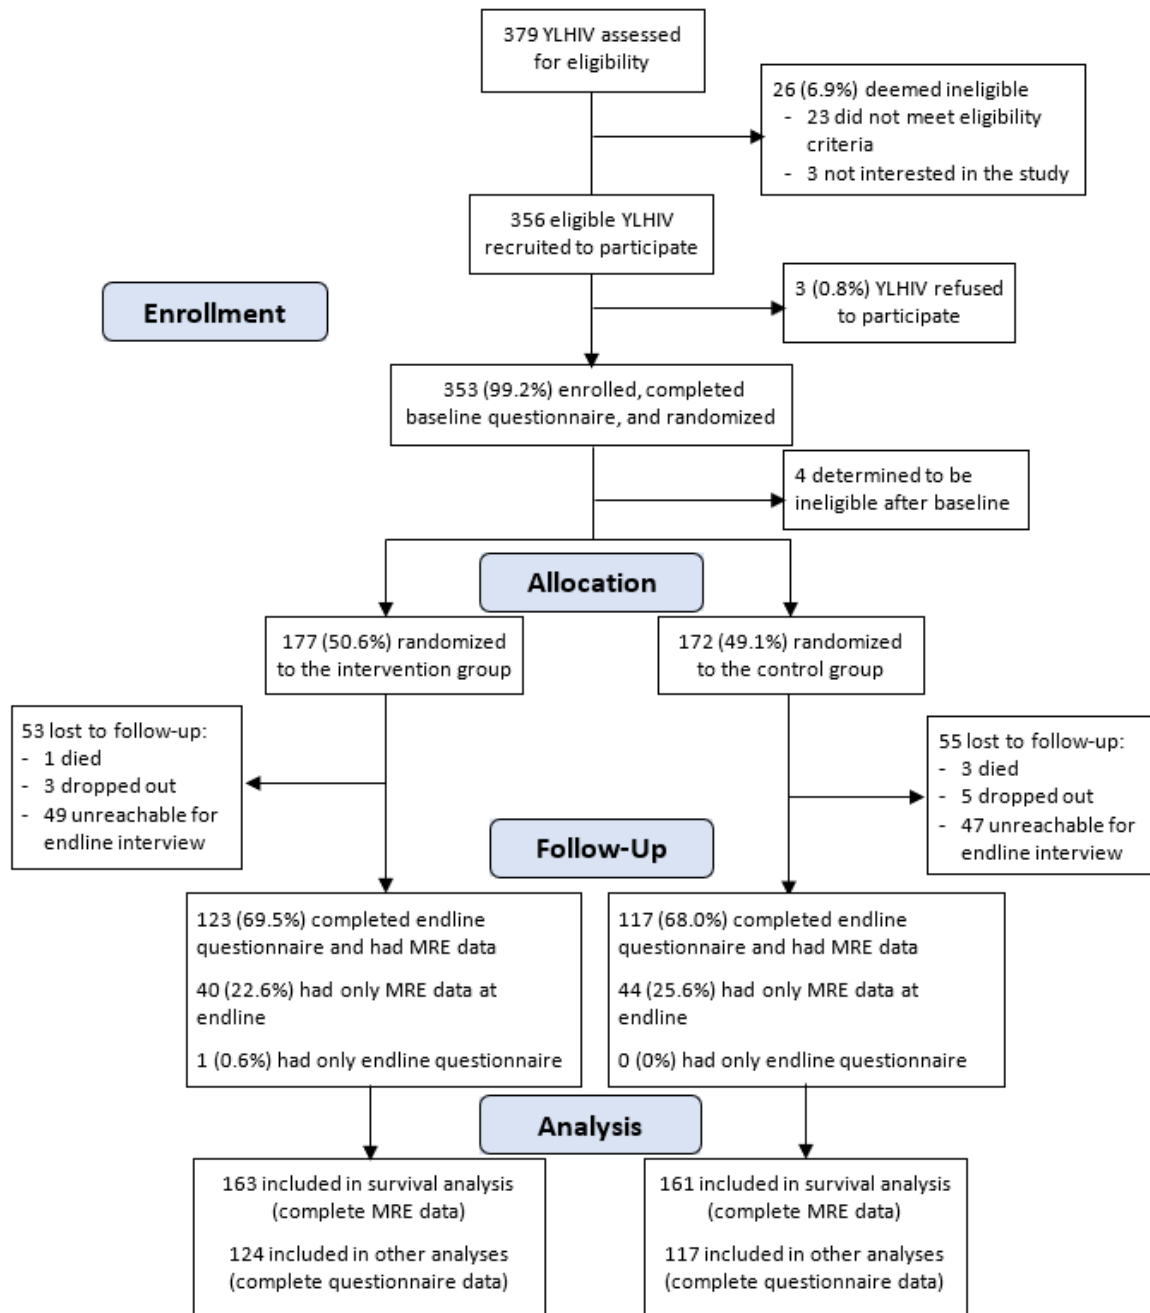 379 YLHIV assessed
for eligibility
26 (6.9%) deemed ineligible
- 23 did not meet eligibility
criteria
- 3 not interested in the study
356 eligible YLHIV
recruited to participate
Enrollment
3 (0.8%) YLHIV refused
to participate
353 (99.2%) enrolled, completed
baseline questionnaire, and randomized
4 determined to be
ineligible after baseline
Allocation
177 (50.6%) randomized
to the intervention group
172 (49.1%) randomized
to the control group
53 lost to follow-up:
- 1 died
- 3 dropped out
- 49 unreachable for
endline interview
55 lost to follow-up:
- 3 died
- 5 dropped out
- 47 unreachable for
endline interview
Follow-Up
123 (69.5%) completed endline
questionnaire and had MRE data
40 (22.6%) had only MRE data at
endline
1 (0.6%) had only endline questionnaire
117 (68.0%) completed endline
questionnaire and had MRE data
44 (25.6%) had only MRE data at
endline
0 (0%) had only endline questionnaire
Analysis
163 included in survival analysis
(complete MRE data)
124 included in other analyses
(complete questionnaire data)
161 included in survival analysis
(complete MRE data)
117 included in other analyses
(complete questionnaire data)